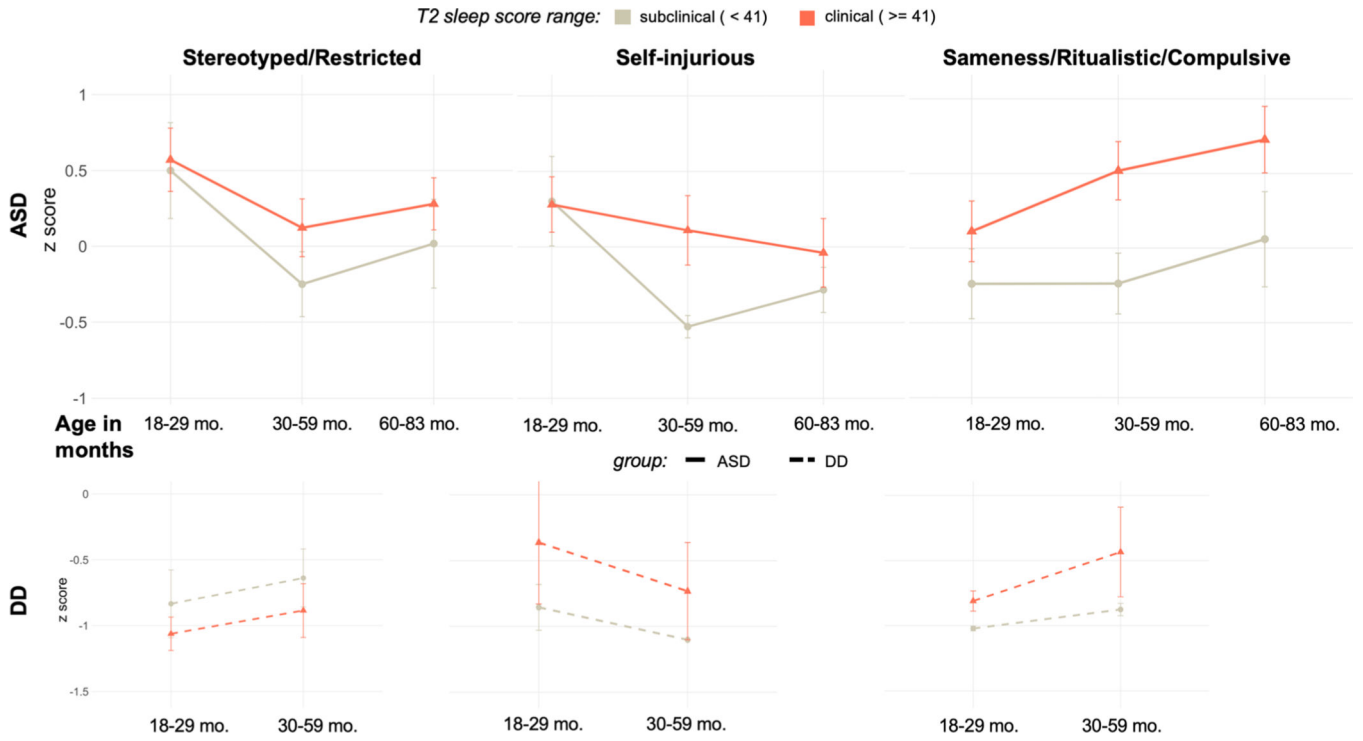 T2 sleep score range: subclinical ( < 41) clinical ( >= 41)
Stereotyped/Restricted Self-injurious Sameness/Ritualistic/Compulsive
1
0.5
0
-0.5
-1
ASD
z score
Age in months
18-29 mo. 30-59 mo. 60-83 mo. 18-29 mo. 30-59 mo. 60-83 mo. 18-29 mo. 30-59 mo. 60-83 mo.
group: ASD DD
0
-0.5
-1
-1.5
DD
z score
18-29 mo. 30-59 mo. 18-29 mo. 30-59 mo. 18-29 mo. 30-59 mo.